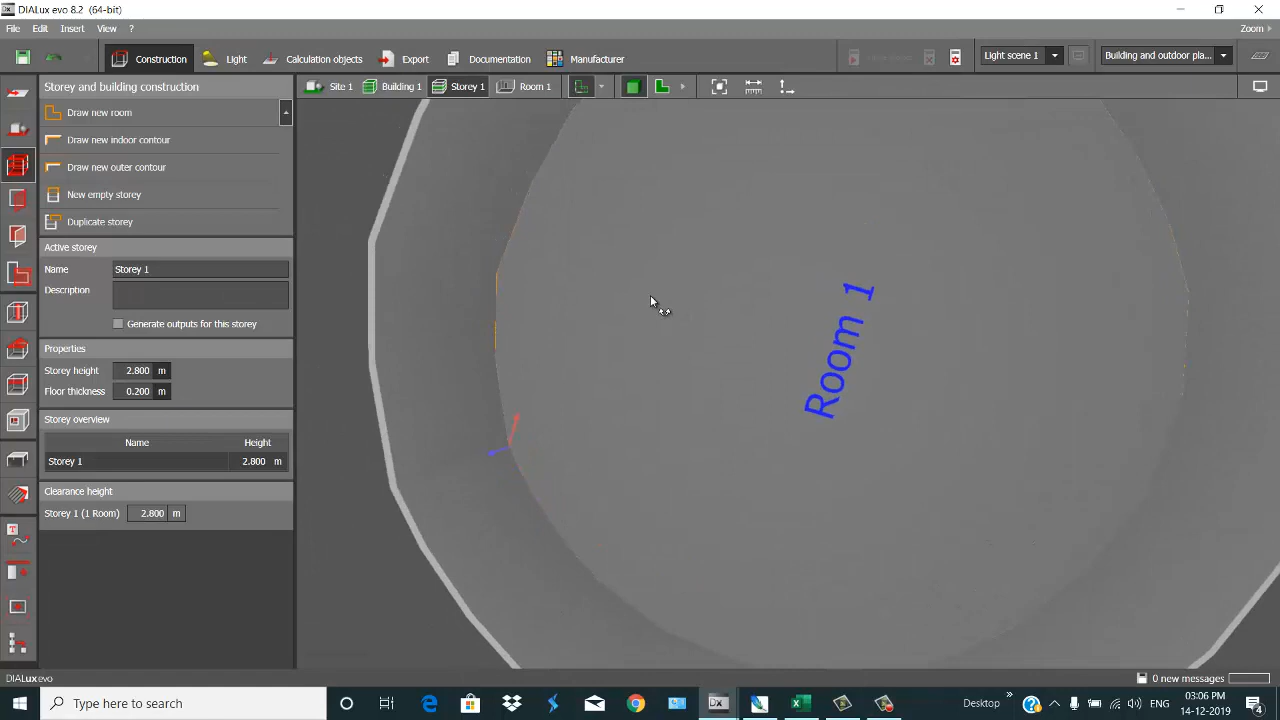 DIALux evo 8.2 (64-bit)
File Edit Insert View ? Zoom
Construction Light Calculation objects Export Documentation Manufacturer Light scene 1 Building and outdoor pla...
Storey and building construction Site 1 Building 1 Storey 1 Room 1
Draw new room
Draw new indoor contour
Draw new outer contour
New empty storey
Duplicate storey
Active storey
Name Storey 1
Description
Generate outputs for this storey
Properties
Storey height 2.800 m
Floor thickness 0.200 m
Storey overview
Name Height
Storey 1 2.800 m
Clearance height
Storey 1 (1 Room) 2.800 m
Room 1
DIALux evo 0 new messages
Type here to search Desktop » ENG 03:06 PM
14-12-2019